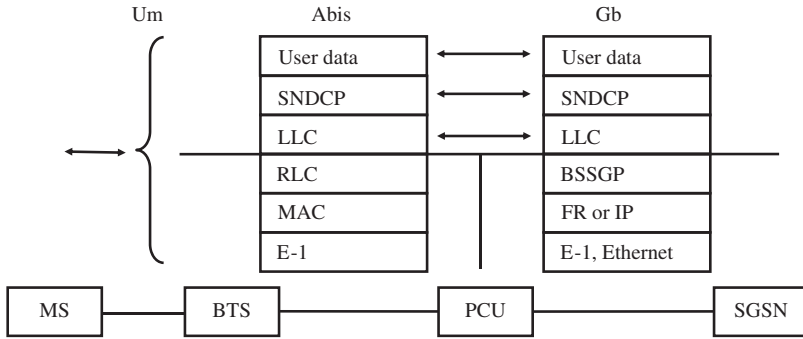 Um Abis Gb
User data User data
SNDCP SNDCP
LLC LLC
RLC BSSGP
MAC FR or IP
E-1 E-1, Ethernet
MS BTS PCU SGSN